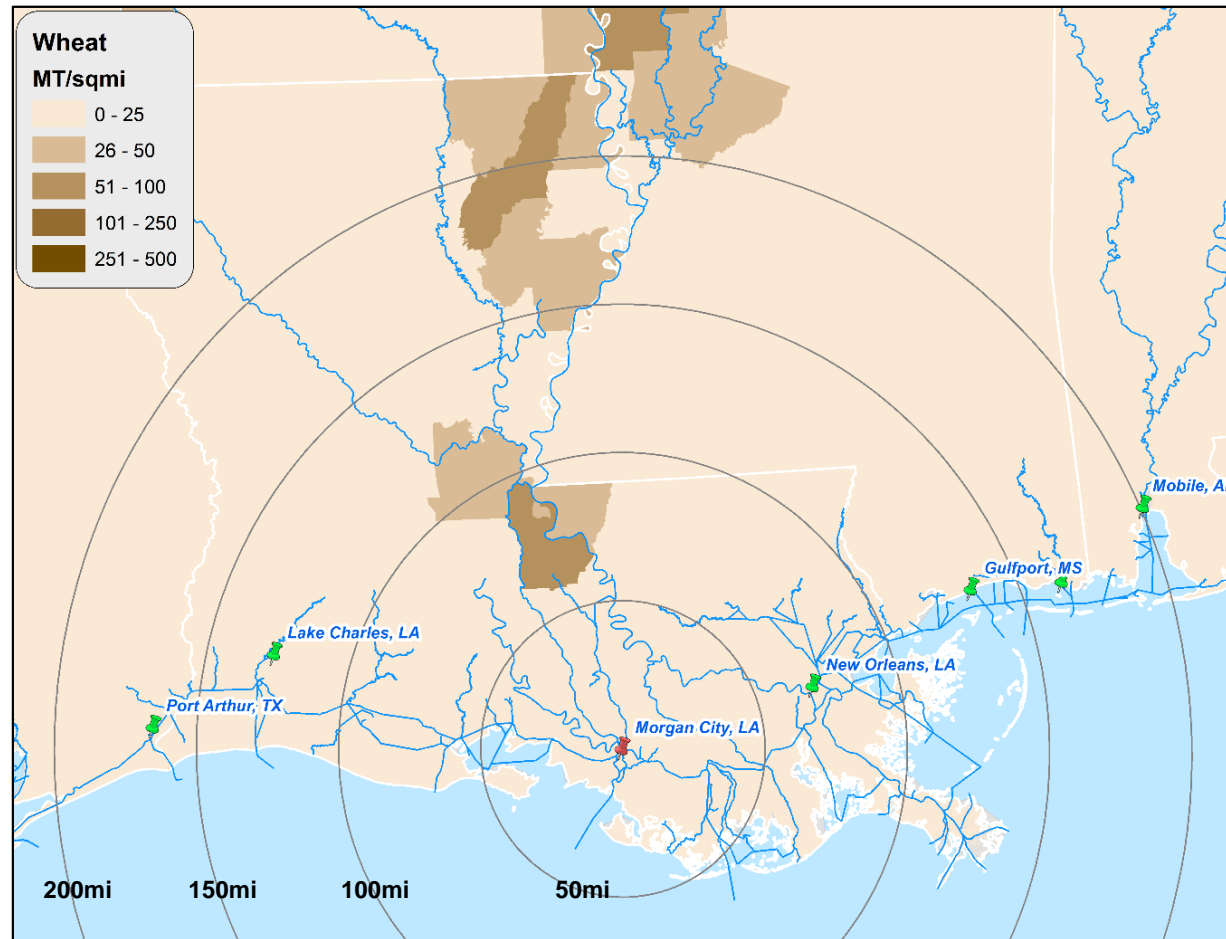 Wheat
MT/sqmi
0 - 25
26 - 50
51 - 100
101 - 250
251 - 500
Mobile, A
Gulfport, MS
Lake Charles, LA
New Orleans, LA
Port Arthur, TX
Morgan City, LA
200mi 150mi 100mi 50mi